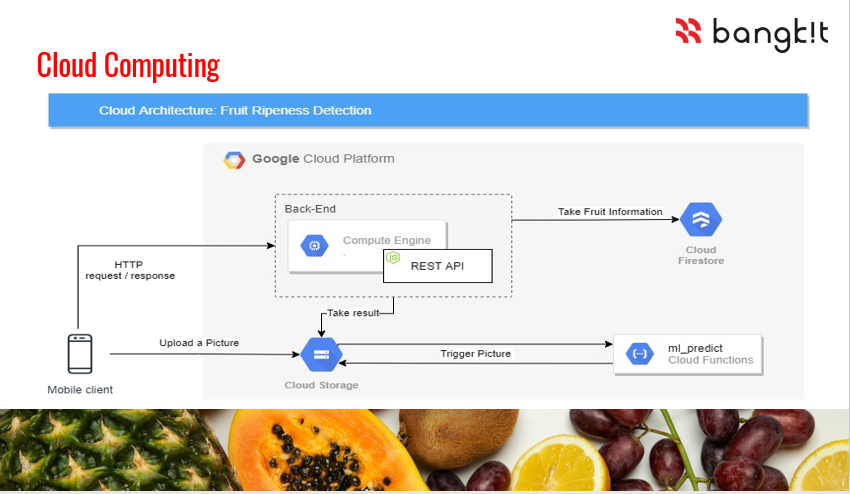 bangk!t
Cloud Computing
Cloud Architecture: Fruit Ripeness Detection
Google Cloud Platform
Back-End
Compute Engine
JS
REST API
Take Fruit Information
Cloud
Firestore
HTTP
request / response
Take result
Upload a Picture
Trigger Picture
ml_predict
Cloud Functions
Mobile client
Cloud Storage